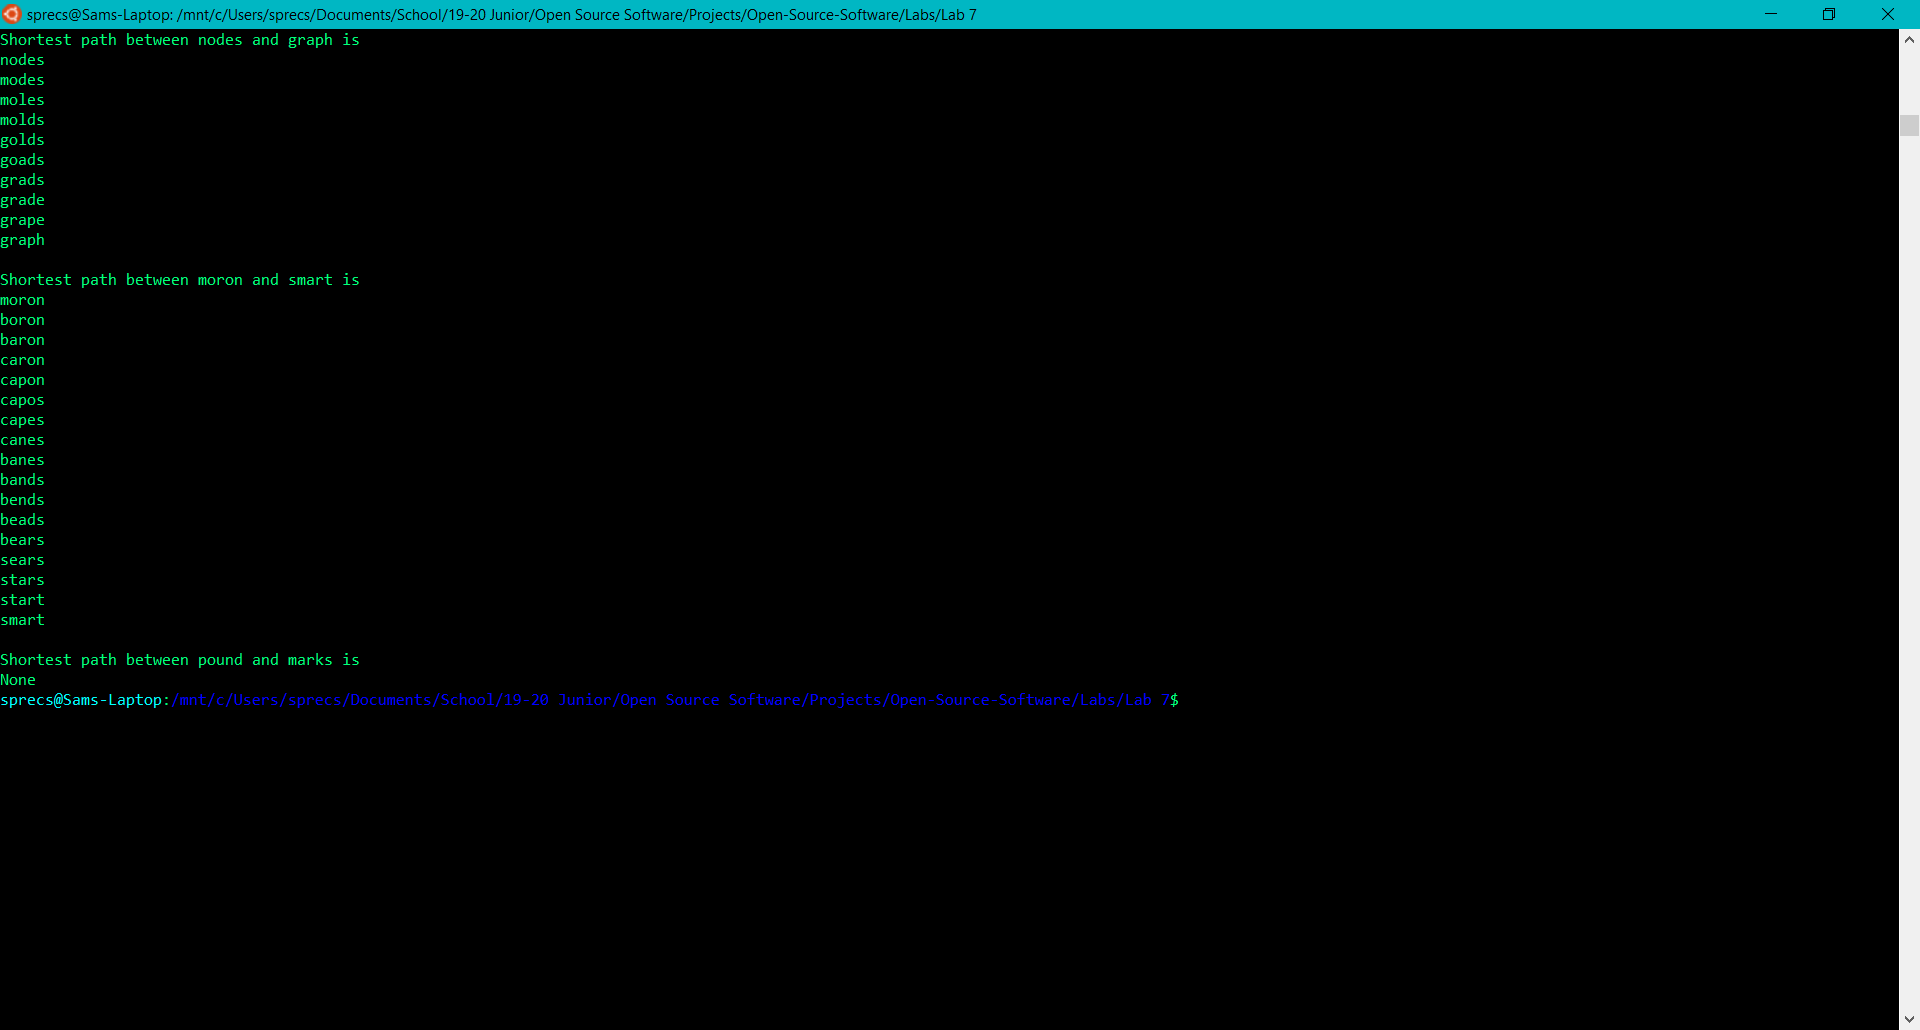 sprecs@Sams-Laptop: /mnt/c/Users/sprecs/Documents/School/19-20 Junior/Open Source Software/Projects/Open-Source-Software/Labs/Lab 7
Shortest path between nodes and graph is
nodes
modes
moles
molds
golds
goads
grads
grade
grape
graph
Shortest path between moron and smart is
moron
boron
baron
caron
capon
capos
capes
canes
banes
bands
bends
beads
bears
sears
stars
start
smart
Shortest path between pound and marks is
None
sprecs@Sams-Laptop:/mnt/c/Users/sprecs/Documents/School/19-20 Junior/Open Source Software/Projects/Open-Source-Software/Labs/Lab 7$